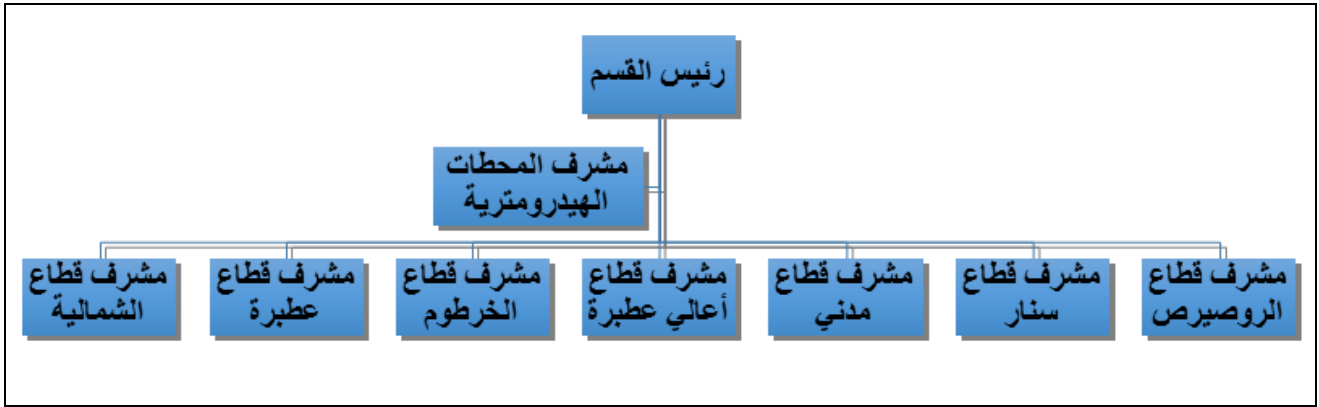 رئيس القسم
مشرف المحطات
الهيدرومترية
مشرف قطاع
الروصيرص
مشرف قطاع
سنار
مشرف قطاع
مدني
مشرف قطاع
أعالي عطبرة
مشرف قطاع
الخرطوم
مشرف قطاع
عطبرة
مشرف قطاع
الشمالية